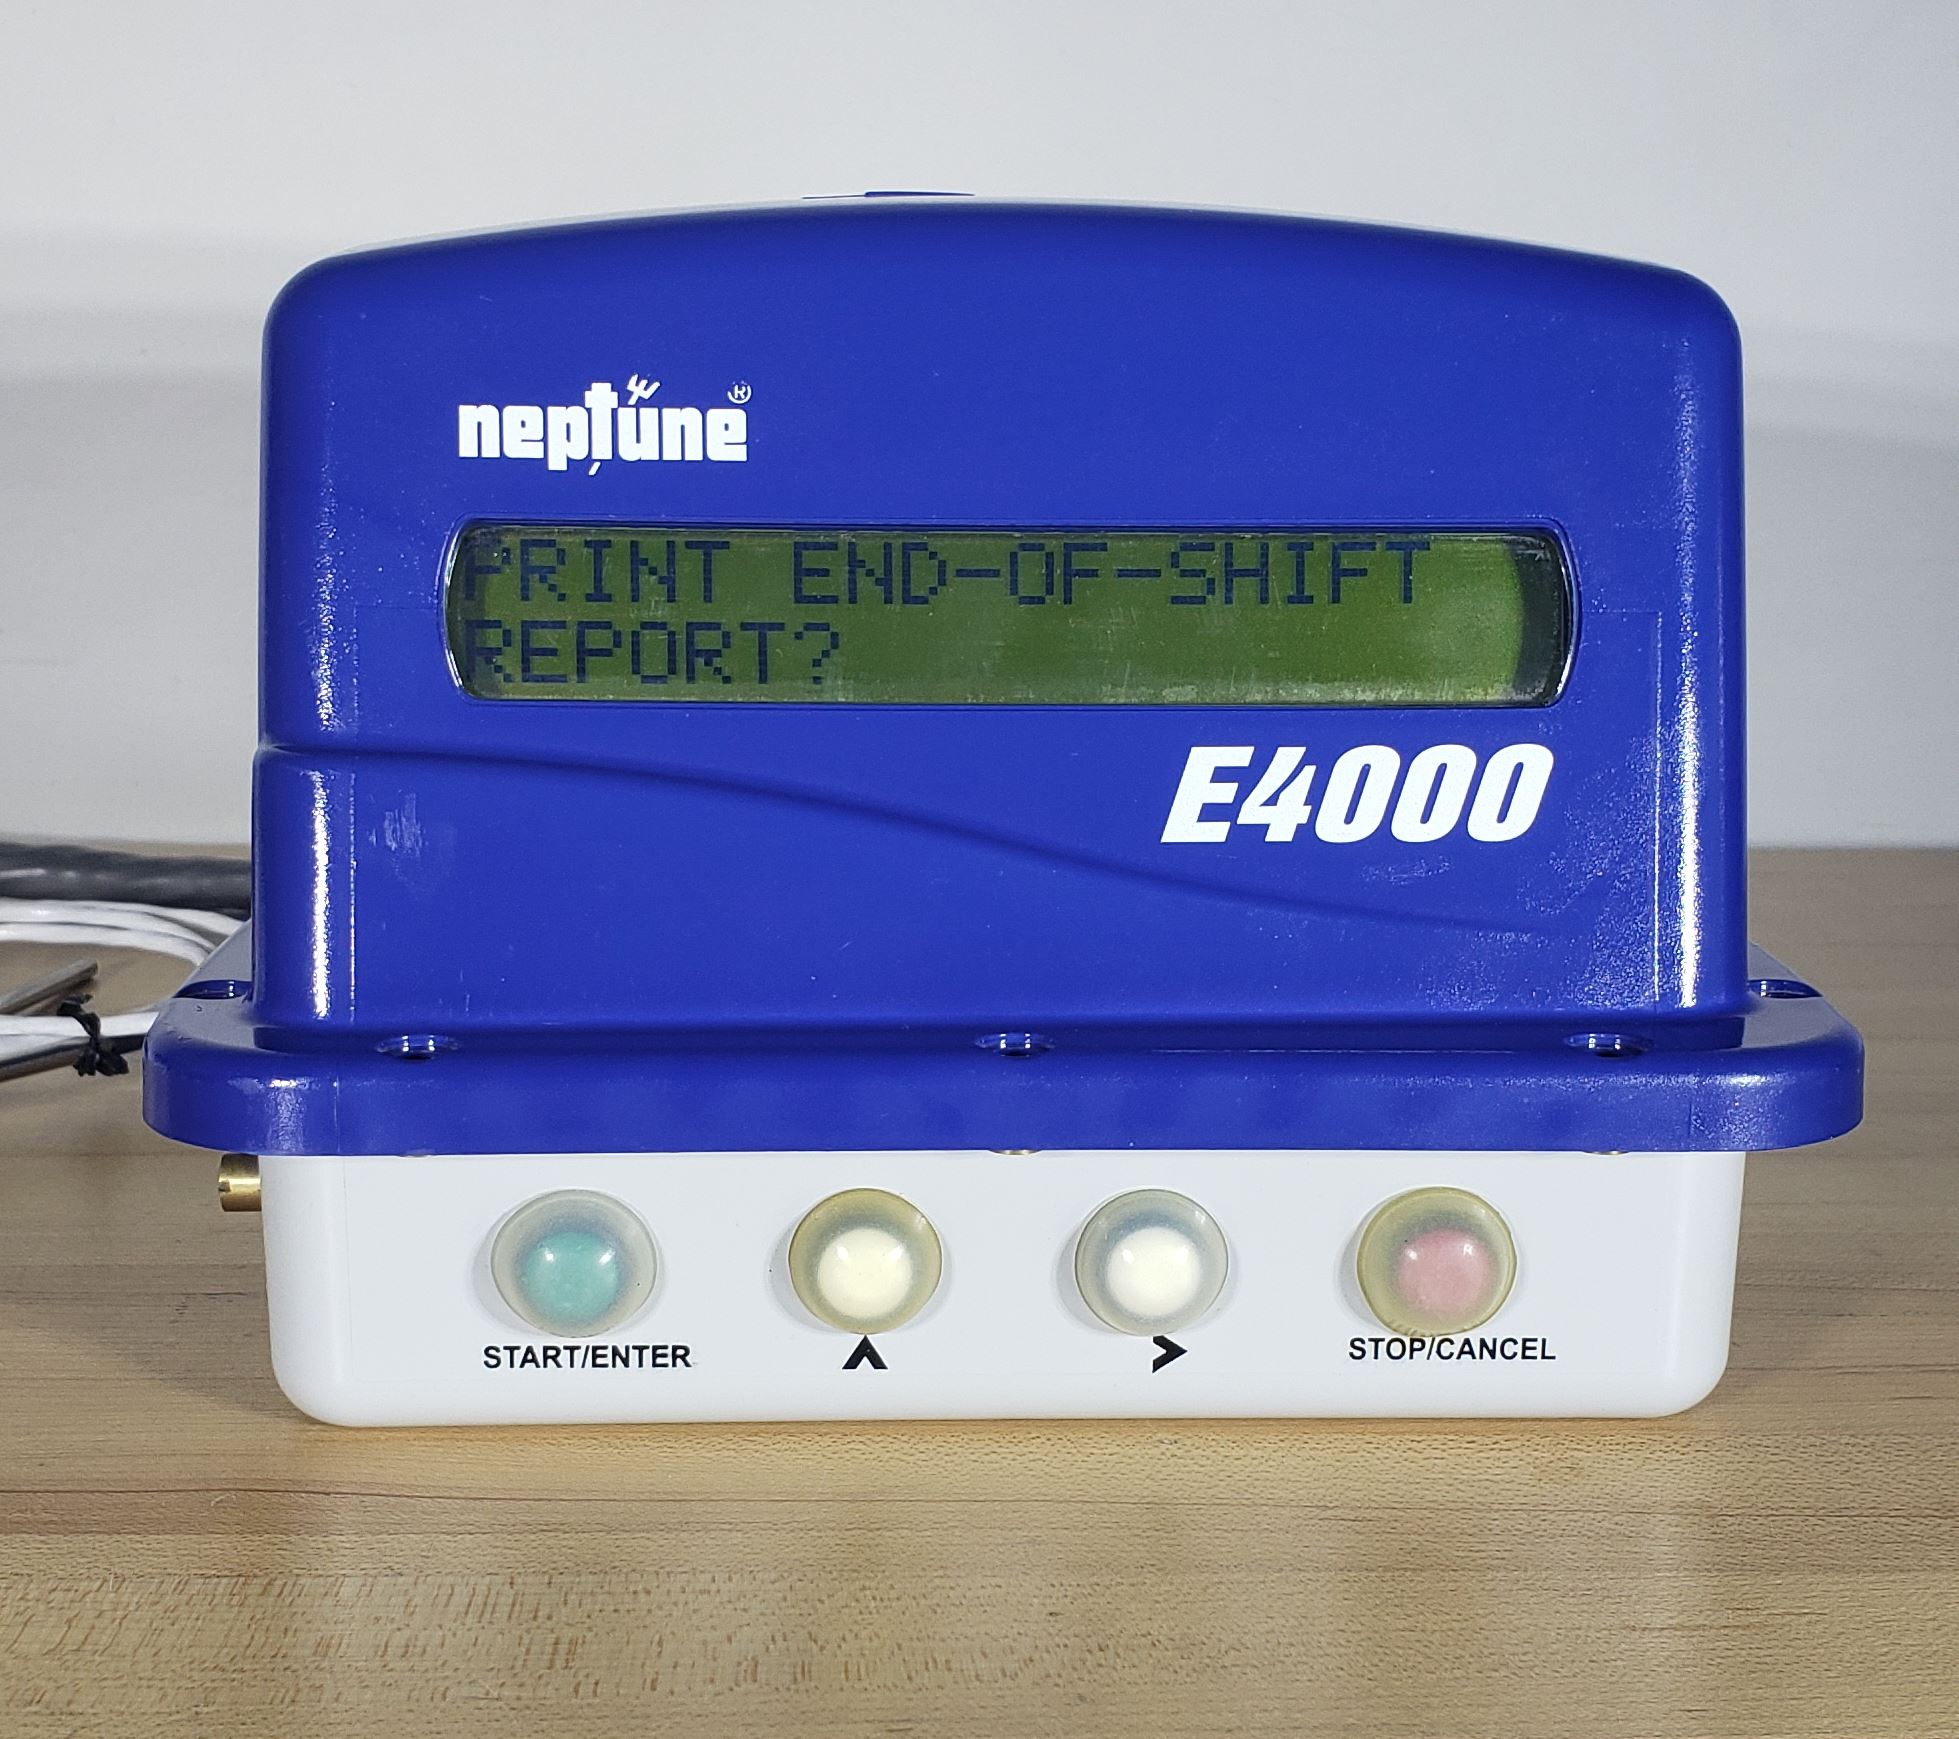 neptune®
PRINT END-OF-SHIFT
REPORT?
E4000
START/ENTER
STOP/CANCEL